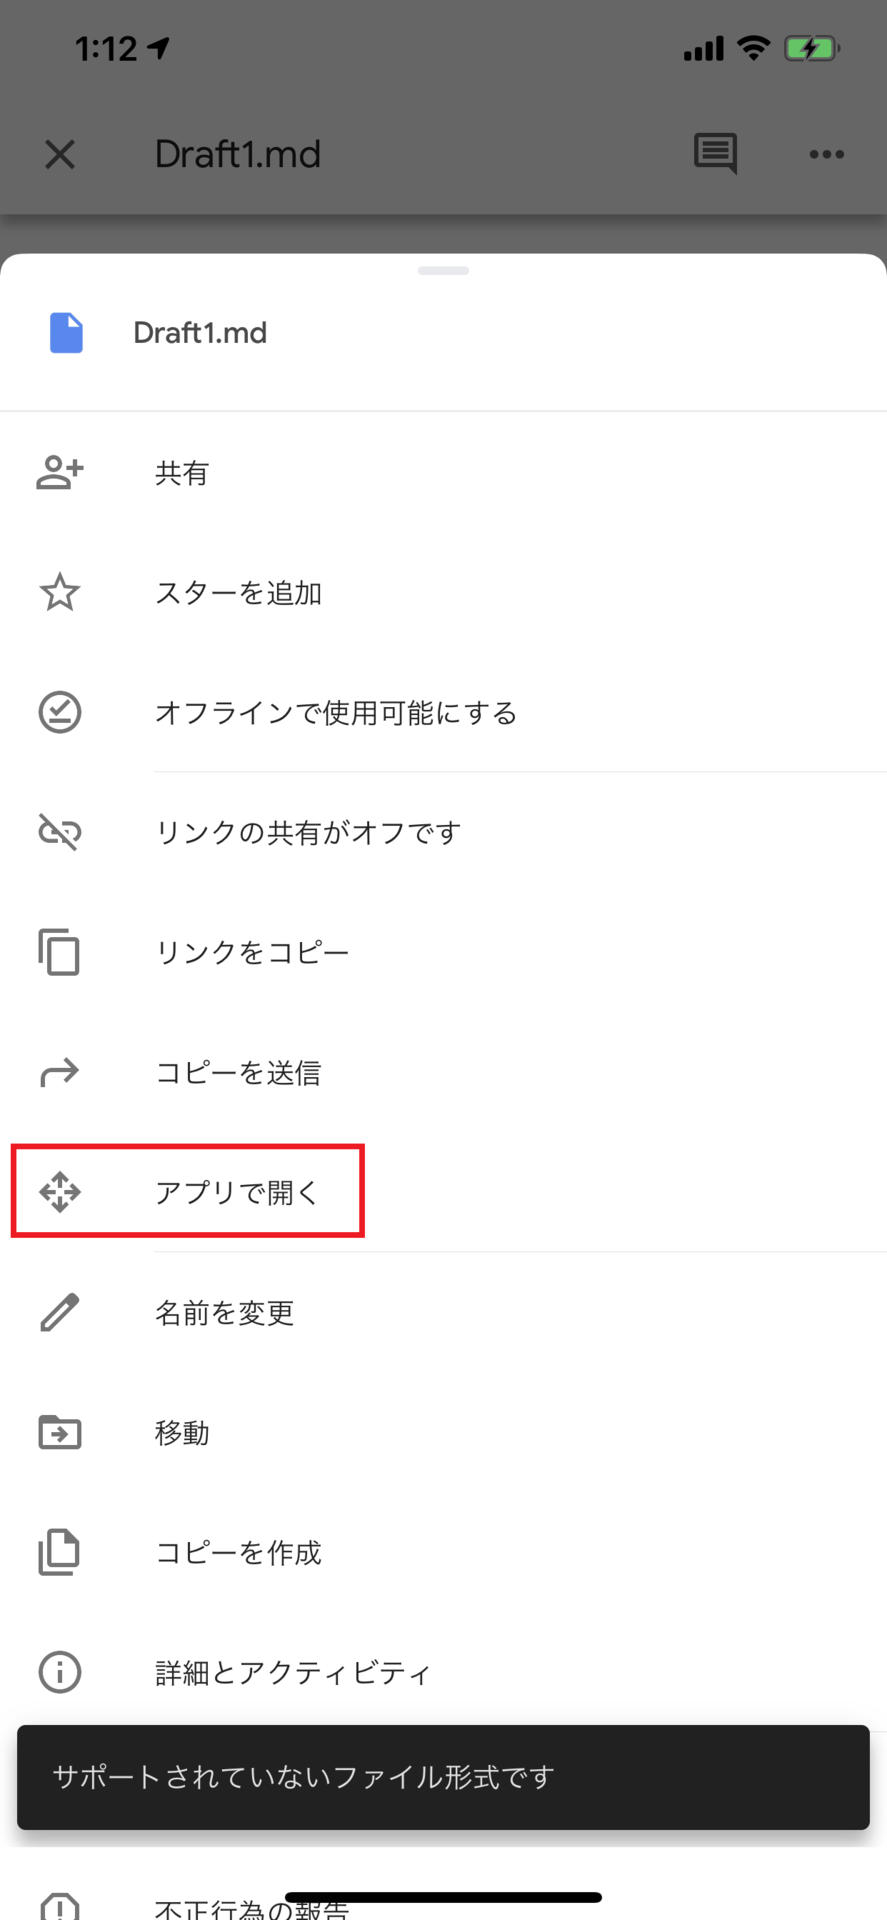 1:12
Draft1.md
Draft1.md
共有
スターを追加
オフラインで使用可能にする
リンクの共有がオフです
リンクをコピー
コピーを送信
アプリで開く
名前を変更
移動
コピーを作成
詳細とアクティビティ
サポートされていないファイル形式です
不正行為の報告